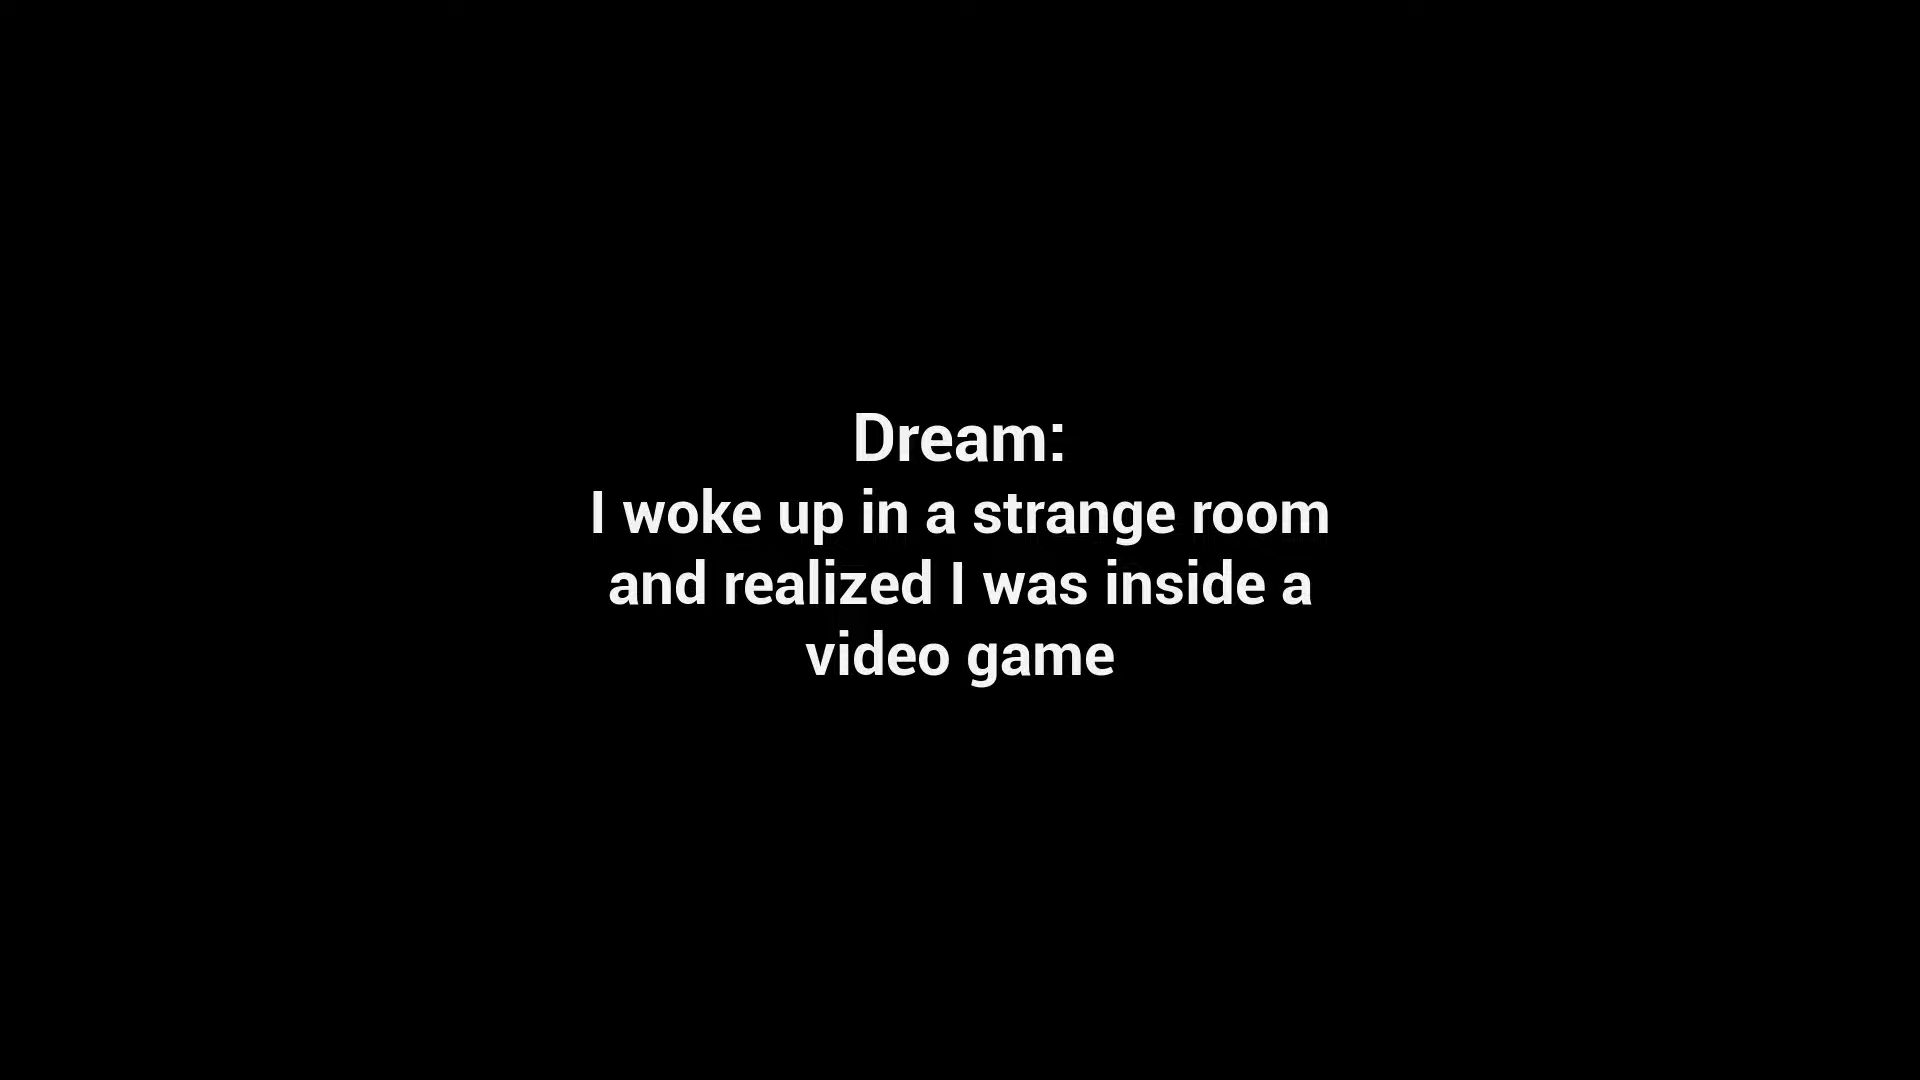 Dream:
I woke up in a strange room
and realized I was inside a
video game